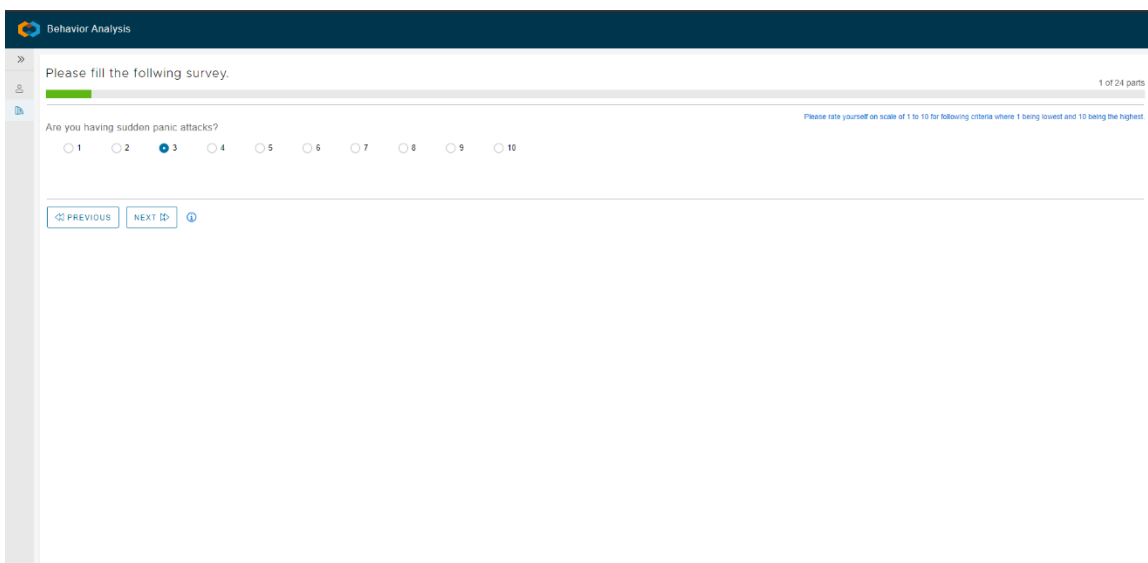 Behavior Analysis
Please fill the follwing survey.
1 of 24 parts
Please rate yourself on scale of 1 to 10 for following criteria where 1 being lowest and 10 being the highest.
Are you having sudden panic attacks?
1 2 3 4 5 6 7 8 9 10
PREVIOUS NEXT